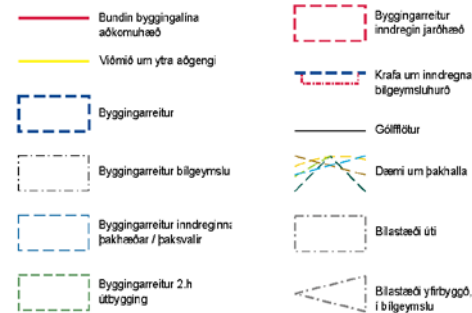 Bundin byggingalína
aðkomuhæð
Viðmið um ytra aðgengi
Byggingarreitur
Byggingarreitur bílgeymslu
Byggingarreitur inndreginna
þakhæðar / þaksvalir
Byggingarreitur 2.h
útbygging
Byggingarreitur
inndregin jarðhæð
Krafa um inndregna
bílgeymsluhurð
Gólfflötur
Dæmi um þakhalla
Bílastæði úti
Bílastæði yfirbyggð,
í bílgeymslu